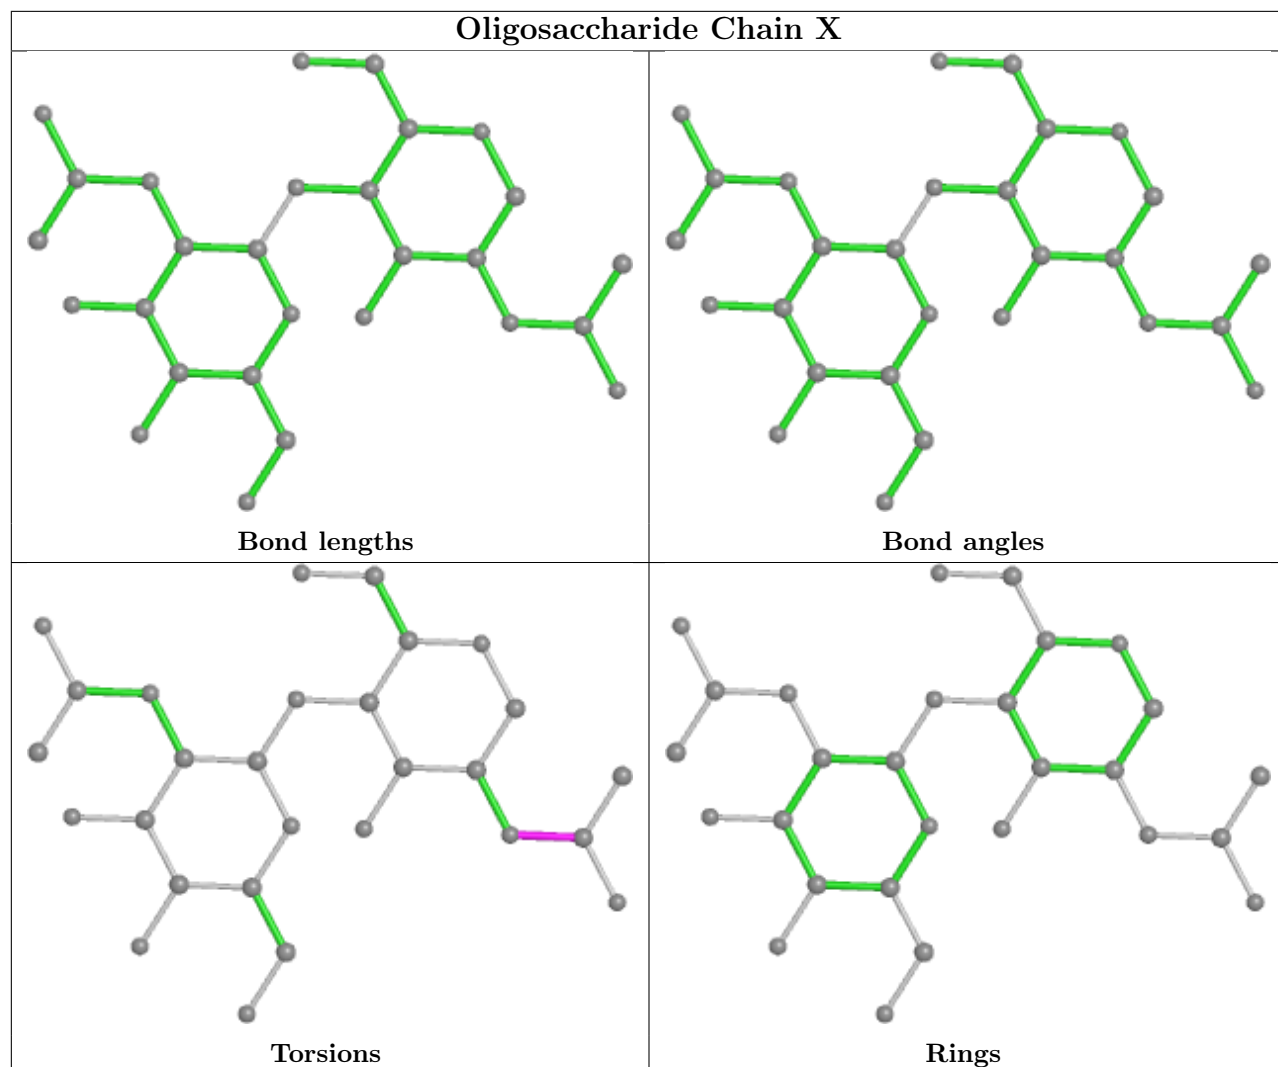 Oligosaccharide Chain X
Bond lengths
Bond angles
Torsions
Rings